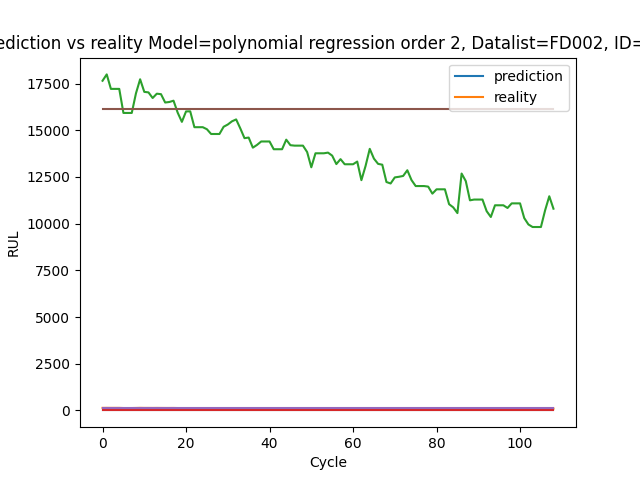 ediction vs reality Model=polynomial regression order 2, Datalist=FD002, ID=
17500
15000
12500
10000
7500
5000
2500
0
RUL
prediction
reality
0 20 40 60 80 100
Cycle